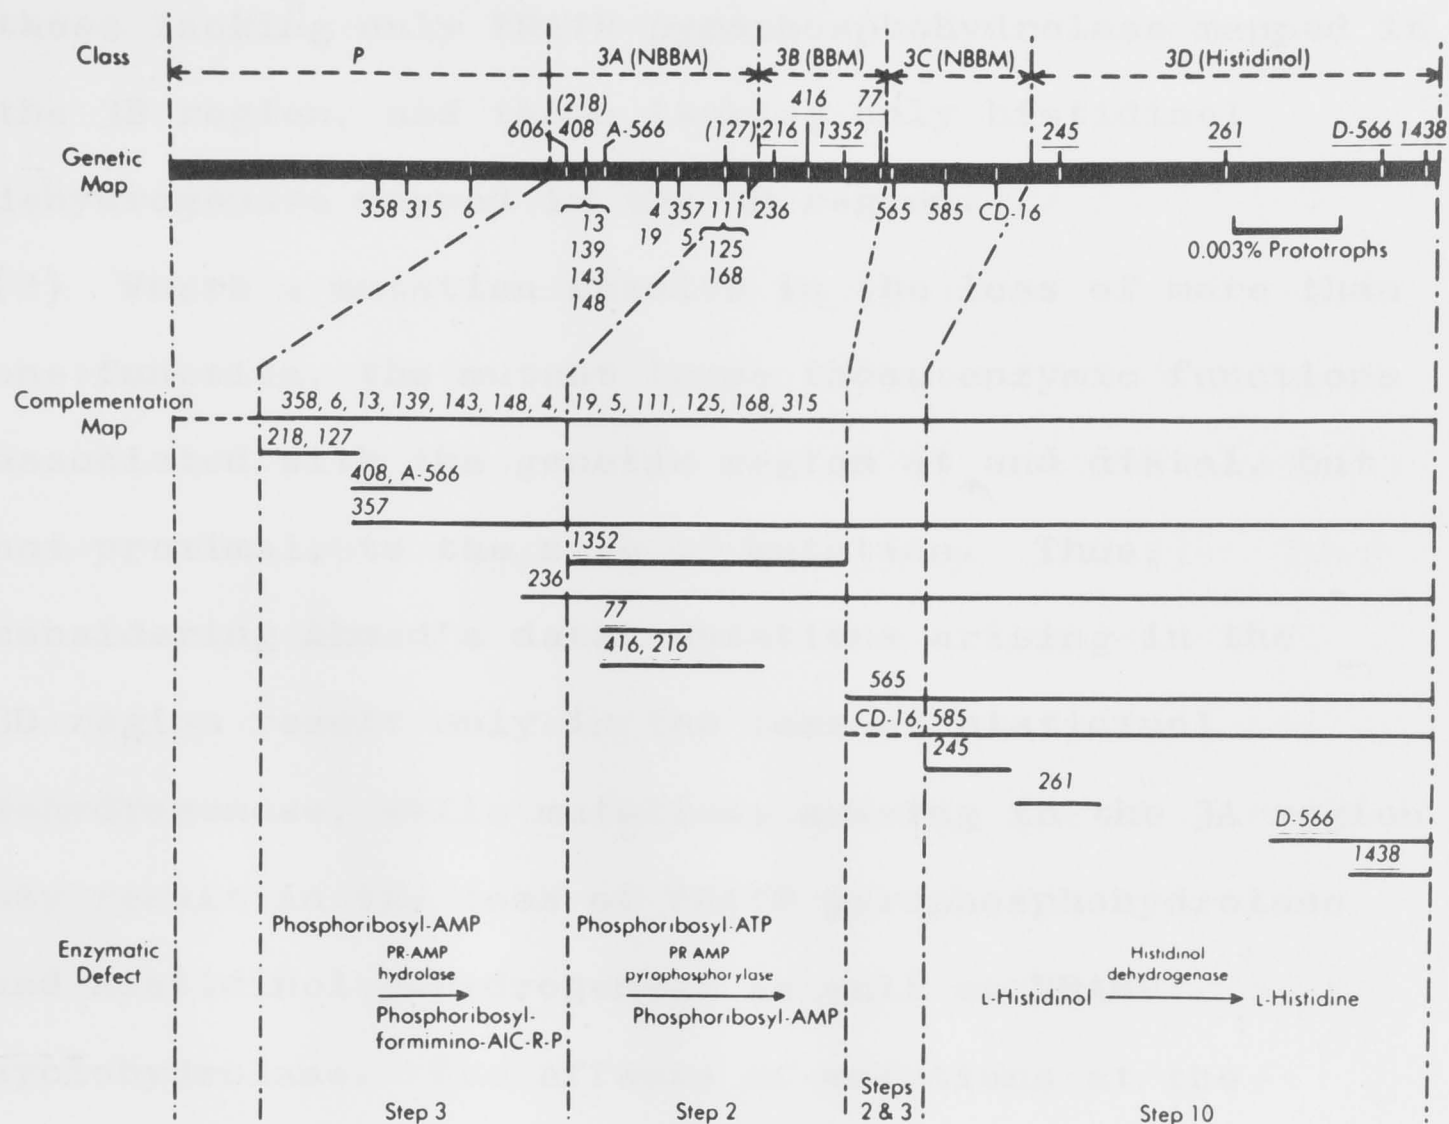 Class P 3A (NBBM) 3B (BBM) 3C (NBBM) 3D (Histidinol)
(218) 416 77
606 408 A-566 (127) 216 1352 245 261 D-566 1438
Genetic
Map
358 315 6 13 4 357 111 236 565 585 CD-16
139 19 5 125 0.003% Prototrophs
143 168
148
Complementation
Map
358, 6, 13, 139, 143, 148, 4, 19, 5, 111, 125, 168, 315
218, 127
408, A-566
357
1352
236
77
416, 216
565
CD-16, 585
245
261
D-566
1438
Enzymatic
Defect
Phosphoribosyl-AMP
PR-AMP
hydrolase
Phosphoribosyl-
formimino-AIC-R-P
Phosphoribosyl-ATP
PR AMP
pyrophosphorylase
Phosphoribosyl-AMP
Histidinol
dehydrogenase
L-Histidinol L-Histidine
Step 3 Step 2 Steps
2 & 3 Step 10